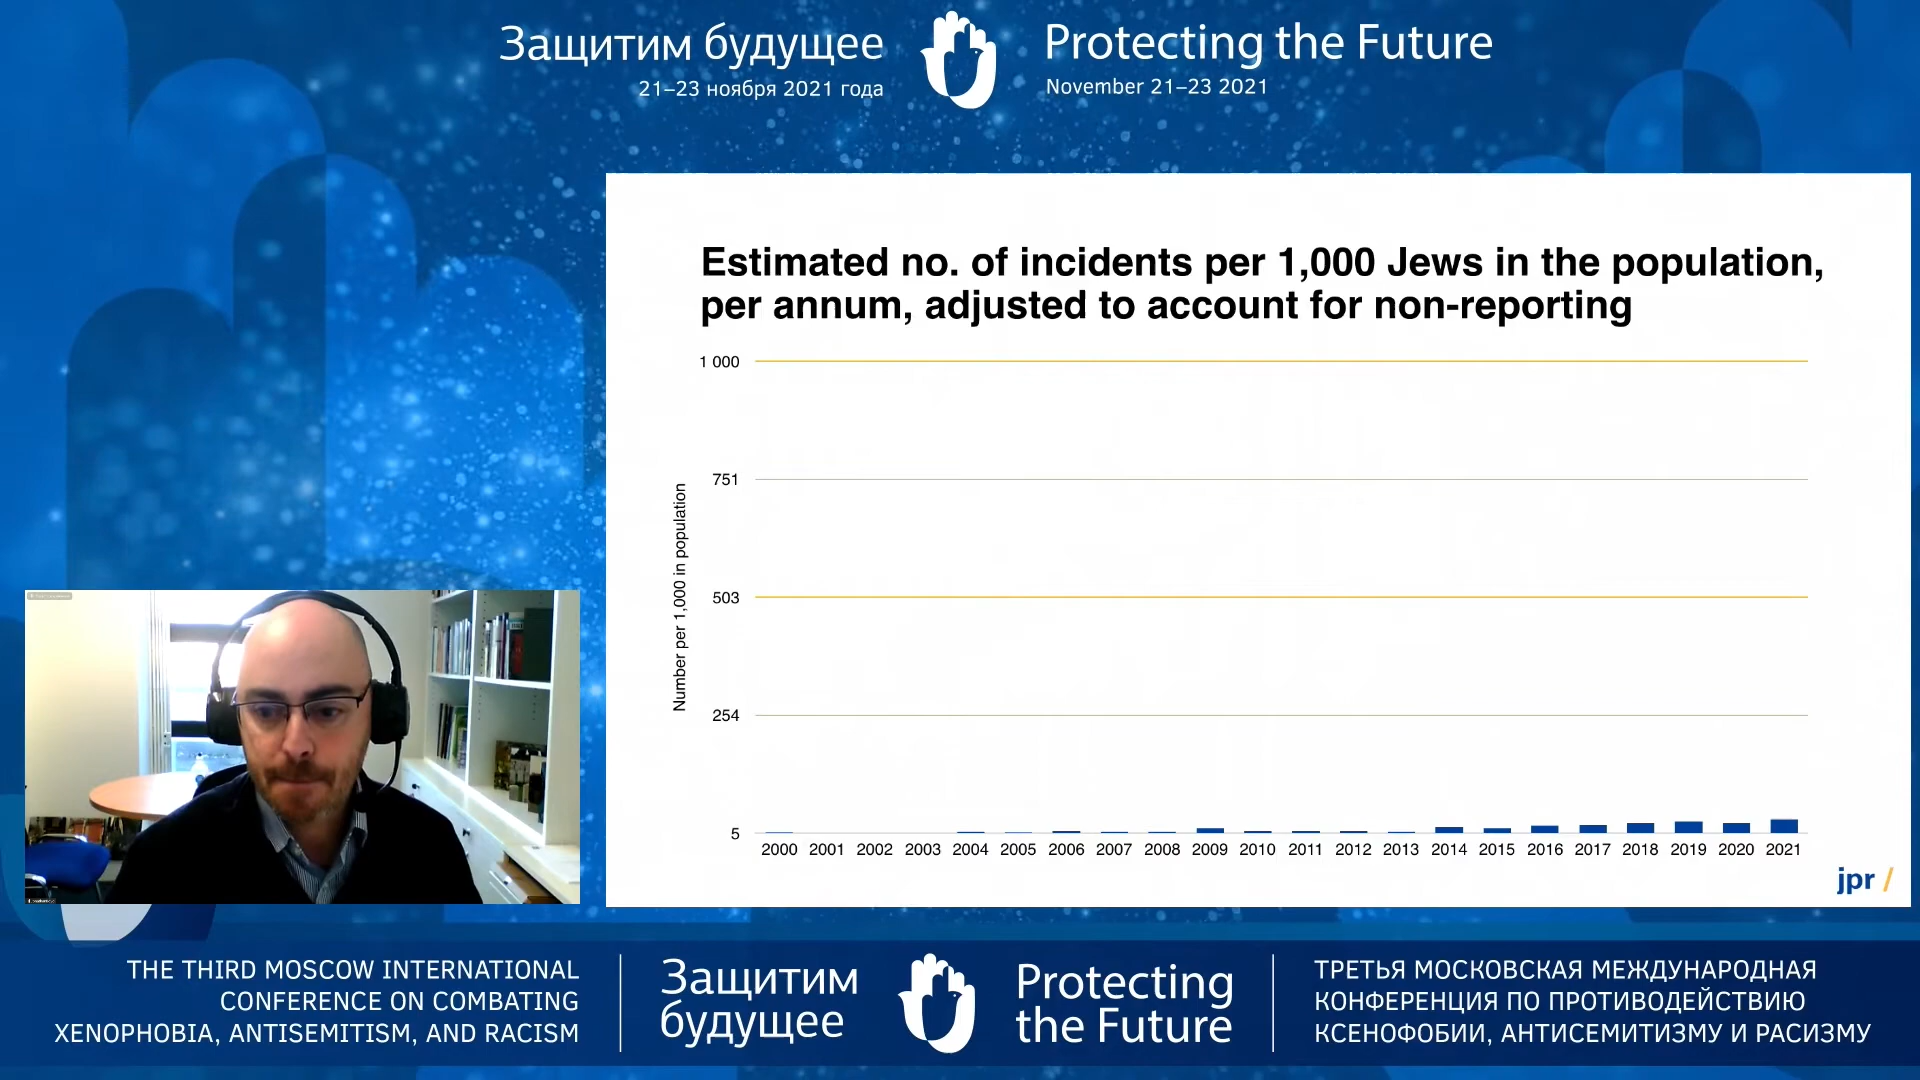 Защитим будущее
21–23 ноября 2021 года
Protecting the Future
November 21–23 2021
Estimated no. of incidents per 1,000 Jews in the population,
per annum, adjusted to account for non-reporting
Number per 1,000 in population
1 000
751
503
254
5
2000 2001 2002 2003 2004 2005 2006 2007 2008 2009 2010 2011 2012 2013 2014 2015 2016 2017 2018 2019 2020 2021
jpr /
THE THIRD MOSCOW INTERNATIONAL
CONFERENCE ON COMBATING
XENOPHOBIA, ANTISEMITISM, AND RACISM
Защитим
будущее
Protecting
the Future
ТРЕТЬЯ МОСКОВСКАЯ МЕЖДУНАРОДНАЯ
КОНФЕРЕНЦИЯ ПО ПРОТИВОДЕЙСТВИЮ
КСЕНОФОБИИ, АНТИСЕМИТИЗМУ И РАСИЗМУ